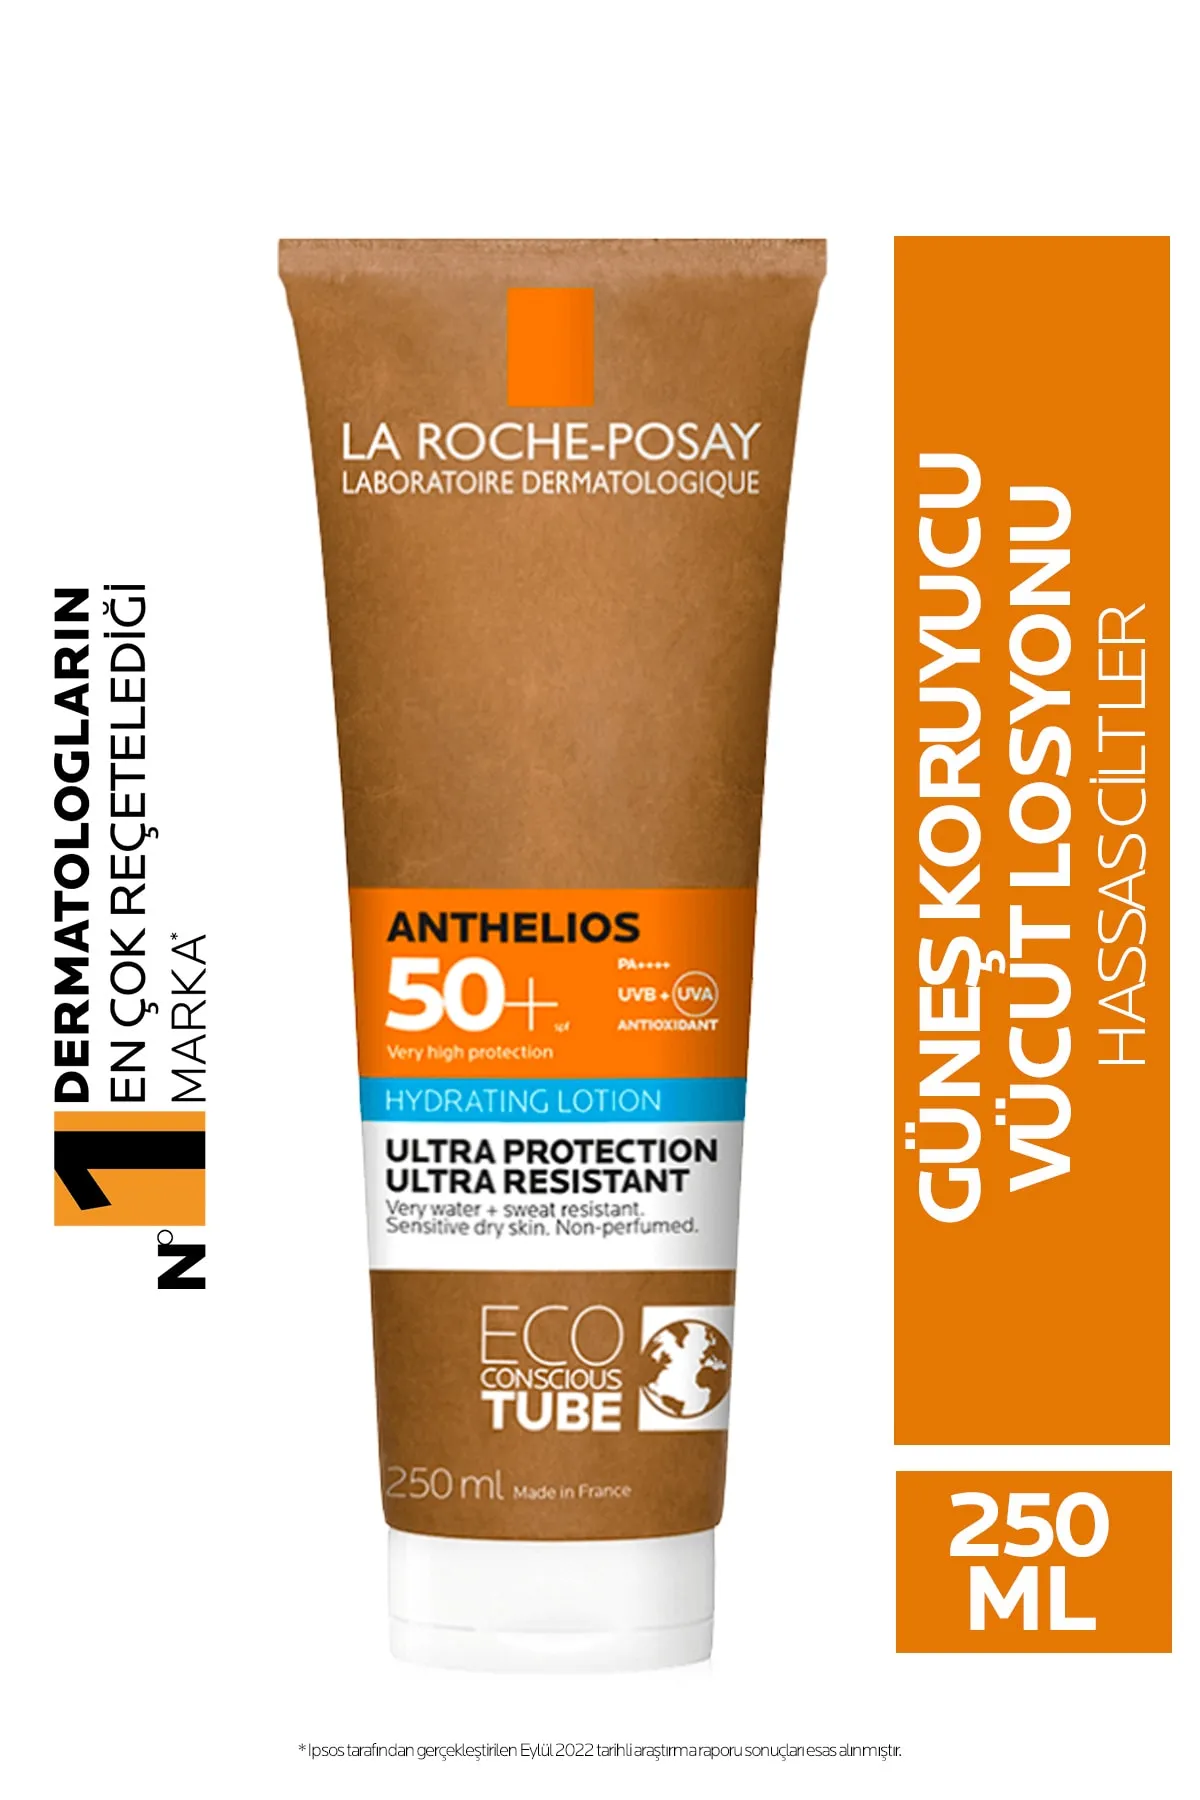 N° 1
DERMATOLOGLARIN
EN ÇOK REÇETELEDİĞİ
MARKA*
LA ROCHE-POSAY
LABORATOIRE DERMATOLOGIQUE
ANTHELIOS
50+ spf
Very high protection
PA++++
UVB + UVA
ANTIOXIDANT
HYDRATING LOTION
ULTRA PROTECTION
ULTRA RESISTANT
Very water + sweat resistant.
Sensitive dry skin. Non-perfumed.
ECO
CONSCIOUS
TUBE
250 ml Made in France
GÜNEŞ KORUYUCU
VÜCUT LOSYONU
HASSAS CİLTLER
250
ML
* Ipsos tarafından gerçekleştirilen Eylül 2022 tarihli araştırma raporu sonuçları esas alınmıştır.